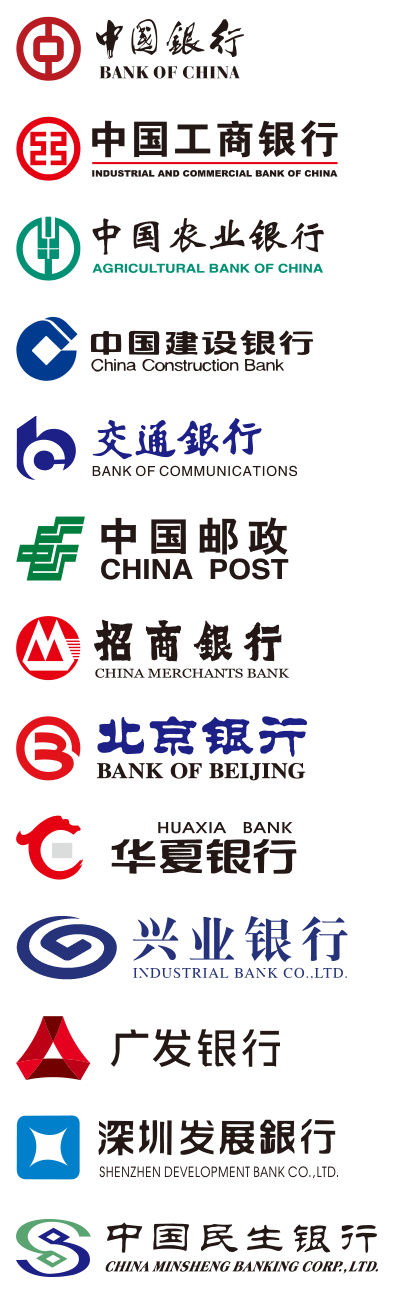 中國銀行
BANK OF CHINA
中国工商银行
INDUSTRIAL AND COMMERCIAL BANK OF CHINA
中国农业银行
AGRICULTURAL BANK OF CHINA
中国建设银行
China Construction Bank
交通銀行
BANK OF COMMUNICATIONS
中国邮政
CHINA POST
招商銀行
CHINA MERCHANTS BANK
北京银行
BANK OF BEIJING
HUAXIA BANK
华夏银行
兴业银行
INDUSTRIAL BANK CO.,LTD.
广发银行
深圳发展銀行
SHENZHEN DEVELOPMENT BANK CO.,LTD.
中国民生银行
CHINA MINSHENG BANKING CORP.,LTD.